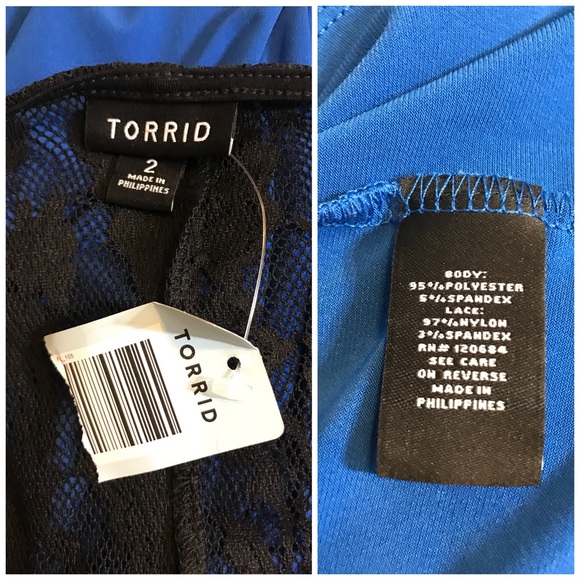 TORRID
2
MADE IN
PHILIPPINES
TORRID
BODY:
95%POLYESTER
5%SPANDEX
LACE:
97%NYLON
2%SPANDEX
RN# 120684
SEE CARE
ON REVERSE
MADE IN
PHILIPPINES